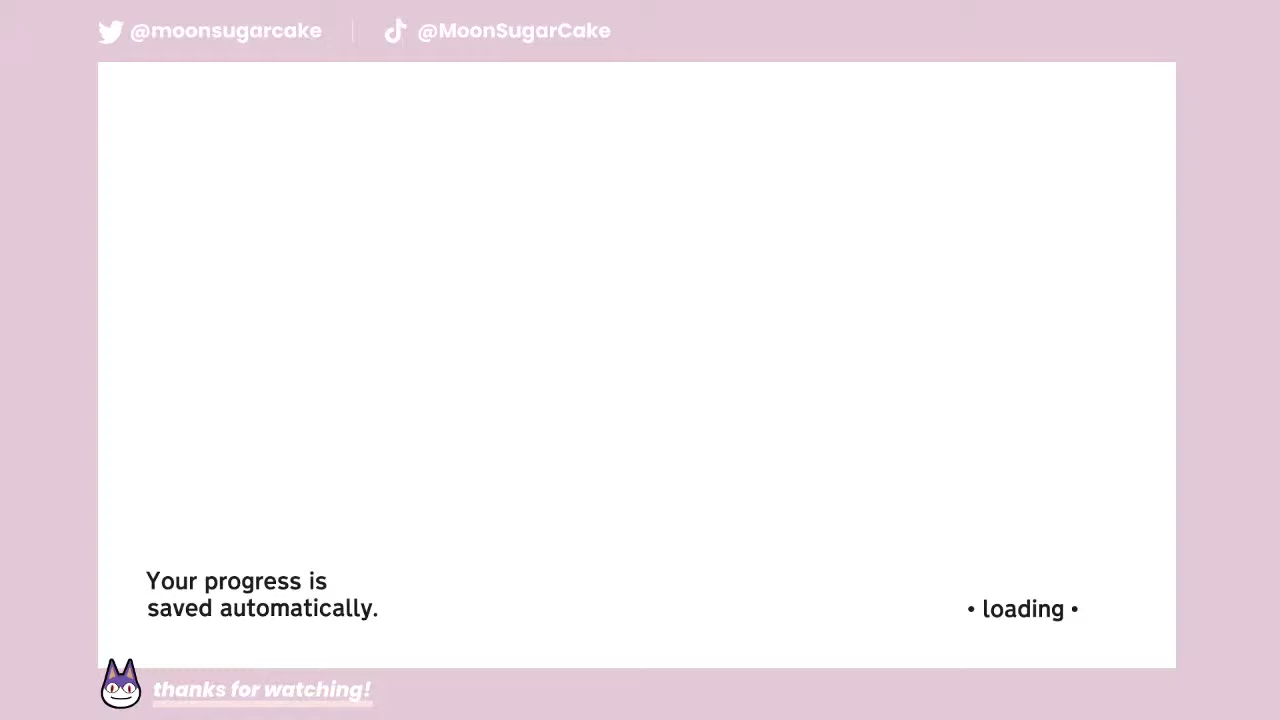 @moonsugarcake
@MoonSugarCake
Your progress is
saved automatically.
• loading •
thanks for watching!